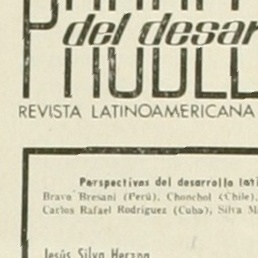 del desar
REVISTA LATINOAMERICANA
Perspectivas del desarrollo lati
Bravo Bresani (Perú), Chonchol (Chile),
Carlos Rafael Rodríguez (Cuba), Silva M
Jesús Silva Herzog